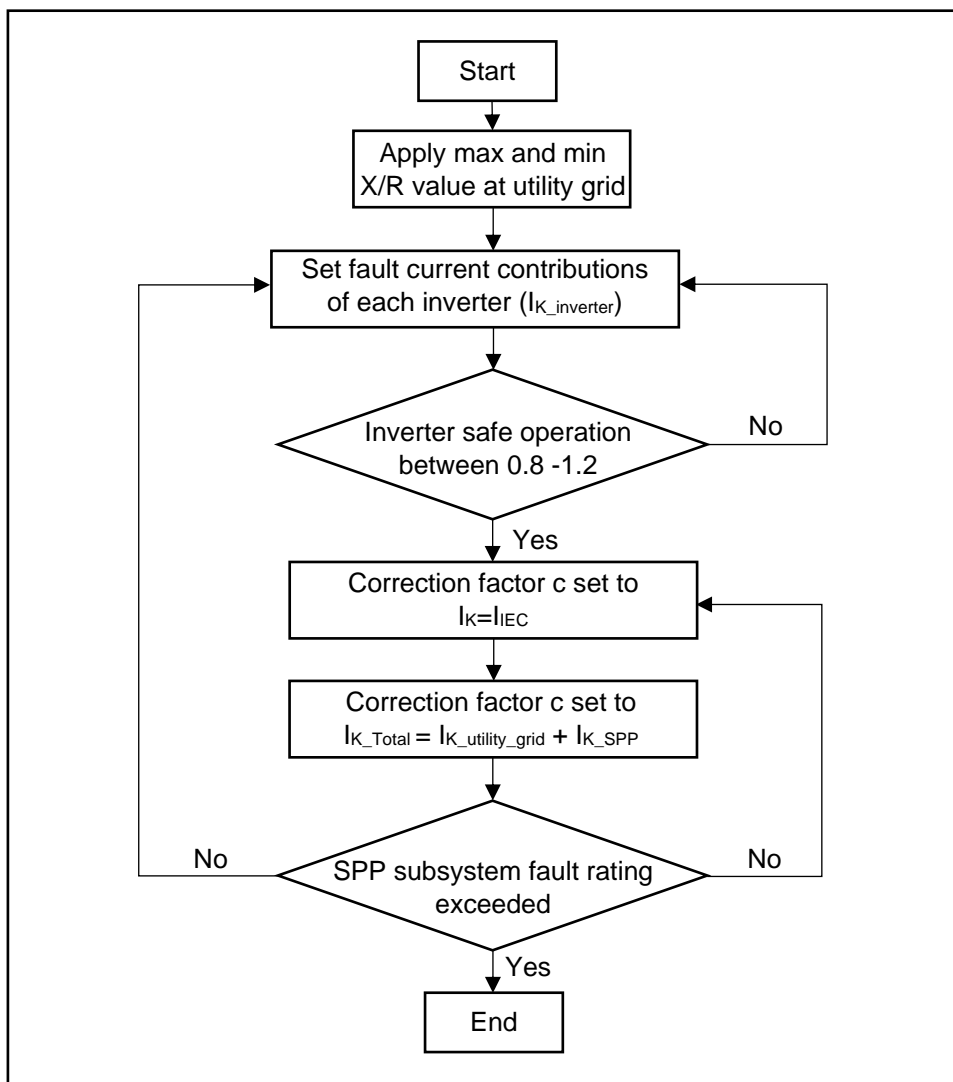 Start
Apply max and min
X/R value at utility grid
Set fault current contributions
of each inverter (IK_inverter)
Inverter safe operation
between 0.8 -1.2
No
Yes
Correction factor c set to
IK=IIEC
Correction factor c set to
IK_Total = IK_utility_grid + IK_SPP
No
SPP subsystem fault rating
exceeded
No
Yes
End